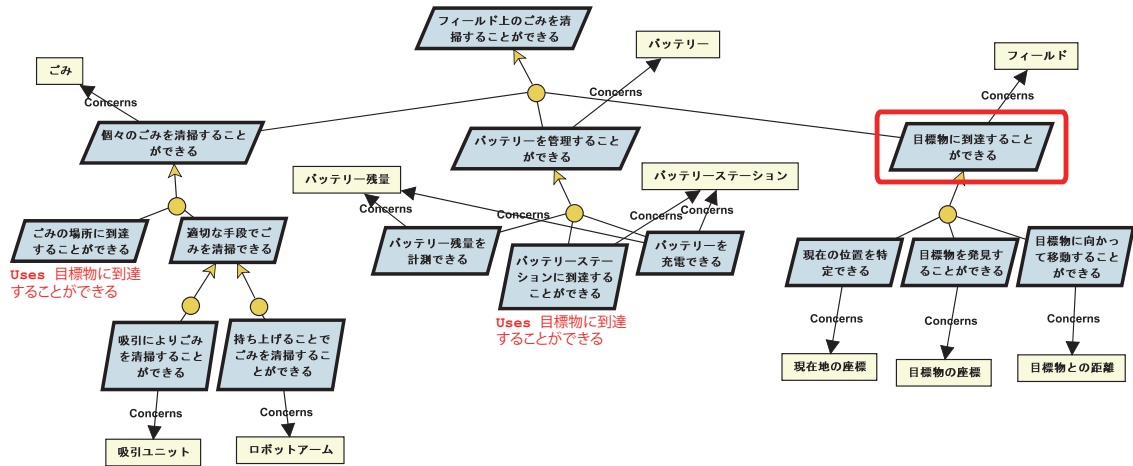 フィールド上のごみを清
掃することができる
バッテリー
フィールド
ごみ
Concerns
Concerns
Concerns
個々のごみを清掃すること
ができる
バッテリーを管理すること
ができる
目標物に到達すること
ができる
バッテリー残量
バッテリーステーション
Concerns
Concerns
Concerns
Concerns
ごみの場所に到達
することができる
適切な手段でご
みを清掃できる
バッテリー残量を
計測できる
バッテリーステー
ションに到達するこ
とができる
バッテリーを
充電できる
現在の位置を特
定できる
目標物を発見す
ることができる
目標物に向かっ
て移動すること
ができる
Uses 目標物に到達
することができる
Uses 目標物に到達
することができる
吸引によりごみ
を清掃すること
ができる
持ち上げることで
ごみを清掃するこ
とができる
Concerns
Concerns
Concerns
現在地の座標
目標物の座標
目標物との距離
Concerns
Concerns
吸引ユニット
ロボットアーム